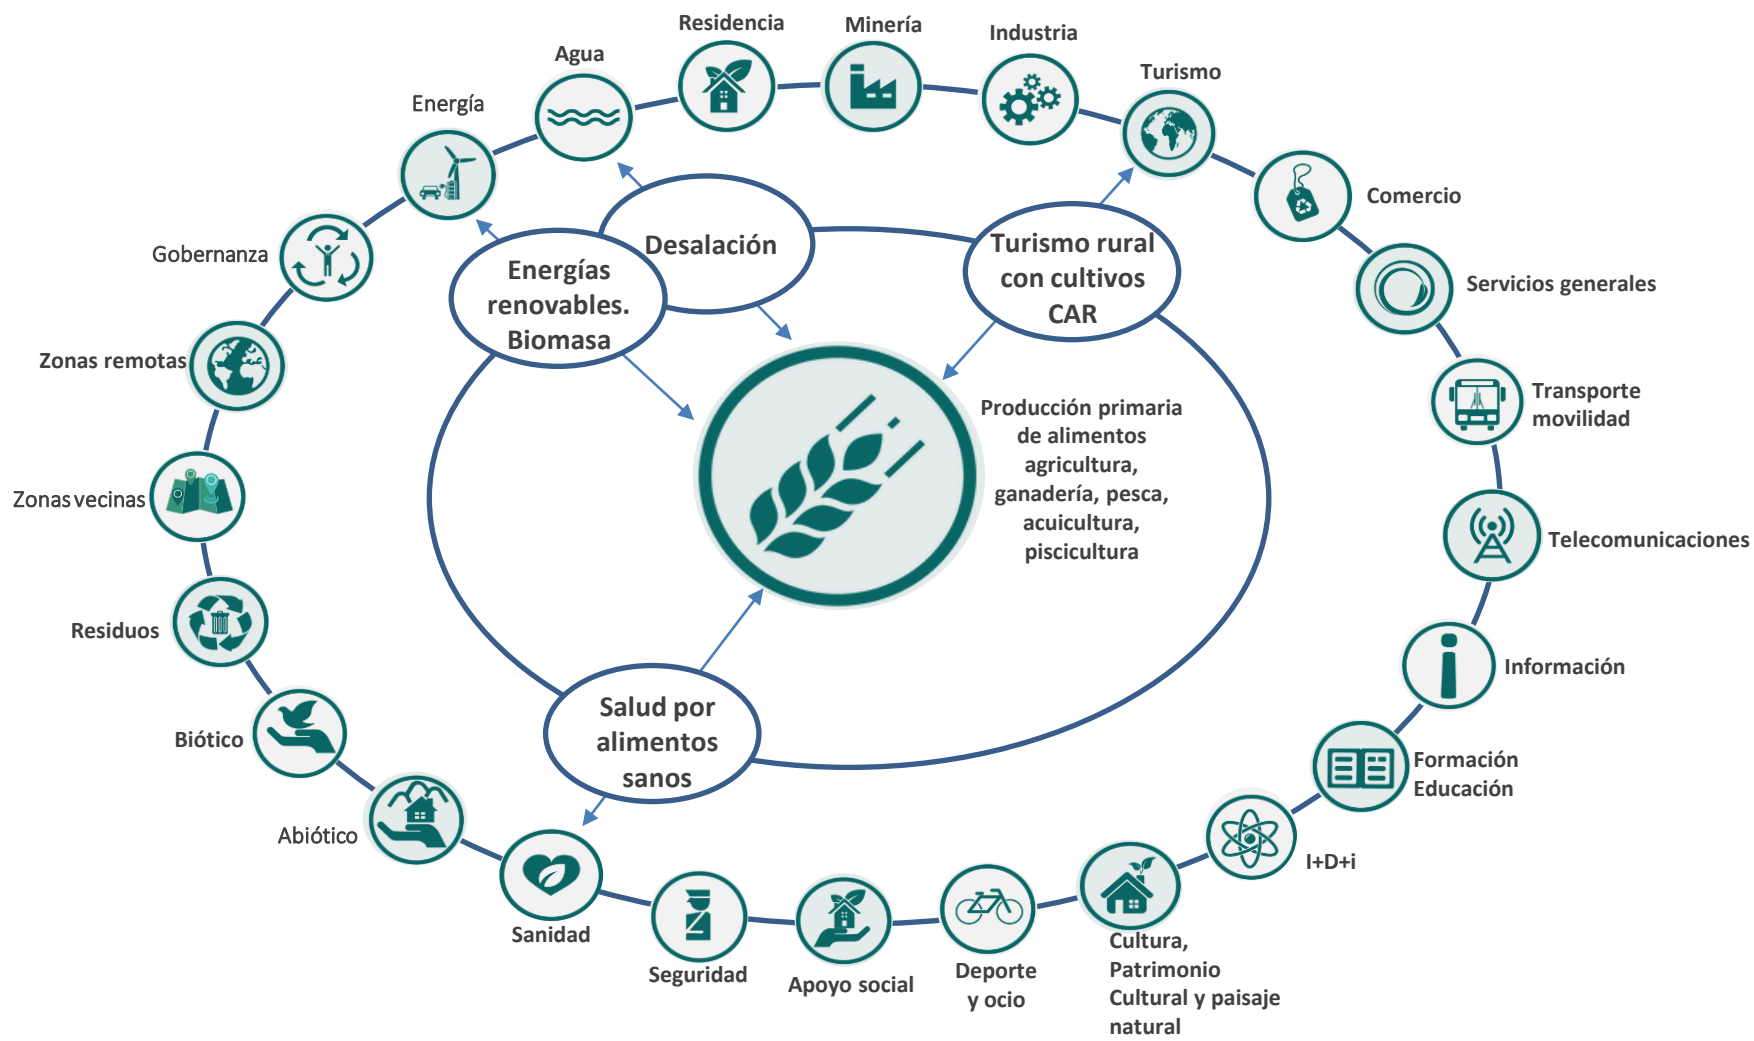 Residencia
Minería
Industria
Agua
Turismo
Energía
Comercio
Gobernanza
Desalación
Turismo rural
con cultivos
CAR
Energías
renovables.
Biomasa
Servicios generales
Zonas remotas
Transporte
movilidad
Producción primaria
de alimentos
agricultura,
ganadería, pesca,
acuicultura,
piscicultura
Zonas vecinas
Telecomunicaciones
Residuos
Información
Salud por
alimentos
sanos
Biótico
Formación
Educación
Abiótico
I+D+i
Sanidad
Seguridad
Apoyo social
Deporte
y ocio
Cultura,
Patrimonio
Cultural y paisaje
natural